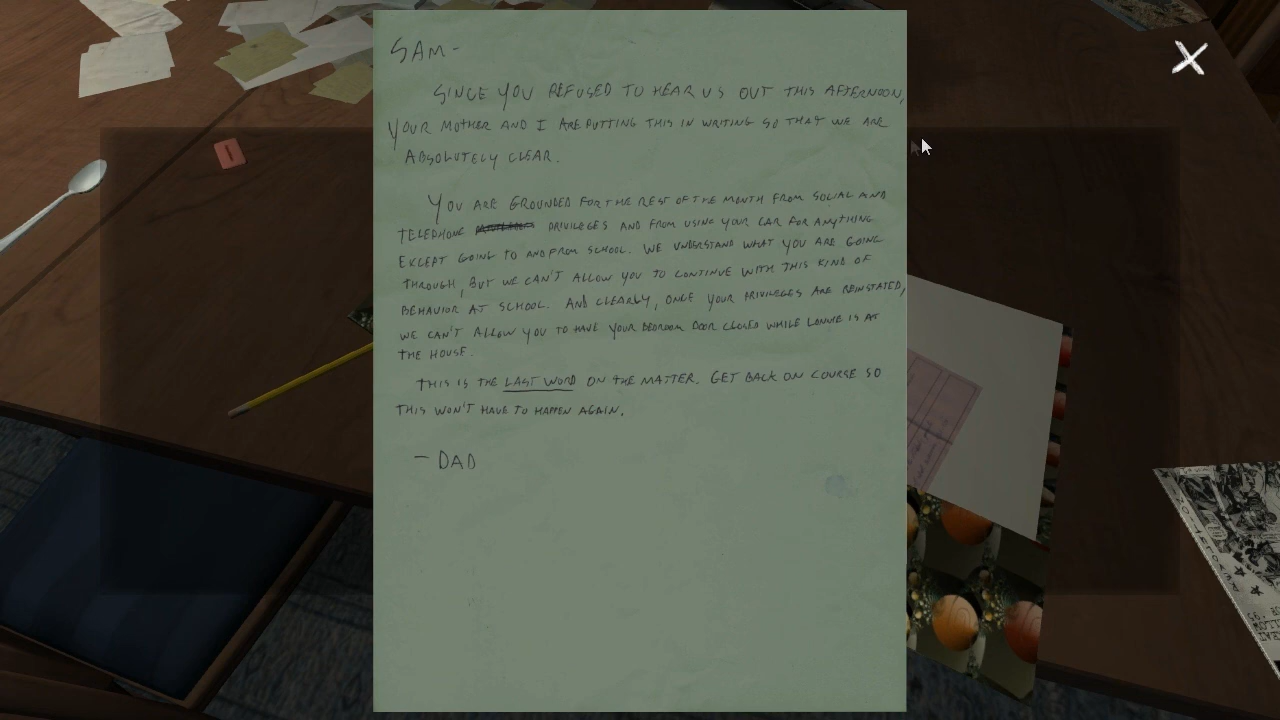 SAM-
SINCE YOU REFUSED TO HEAR US OUT THIS AFTERNOON,
YOUR MOTHER AND I ARE PUTTING THIS IN WRITING SO THAT WE ARE
ABSOLUTELY CLEAR.
YOU ARE GROUNDED FOR THE REST OF THE MONTH FROM SOCIAL AND
TELEPHONE PRIVILEGES AND FROM USING YOUR CAR FOR ANYTHING
EXCEPT GOING TO AND FROM SCHOOL. WE UNDERSTAND WHAT YOU ARE GOING
THROUGH, BUT WE CAN'T ALLOW YOU TO CONTINUE WITH THIS KIND OF
BEHAVIOR AT SCHOOL. AND CLEARLY, ONCE YOUR PRIVILEGES ARE REINSTATED,
WE CAN'T ALLOW YOU TO HAVE YOUR BEDROOM DOOR CLOSED WHILE LONNIE IS AT
THE HOUSE.
THIS IS THE LAST WORD ON THE MATTER. GET BACK ON COURSE SO
THIS WON'T HAVE TO HAPPEN AGAIN.
- DAD